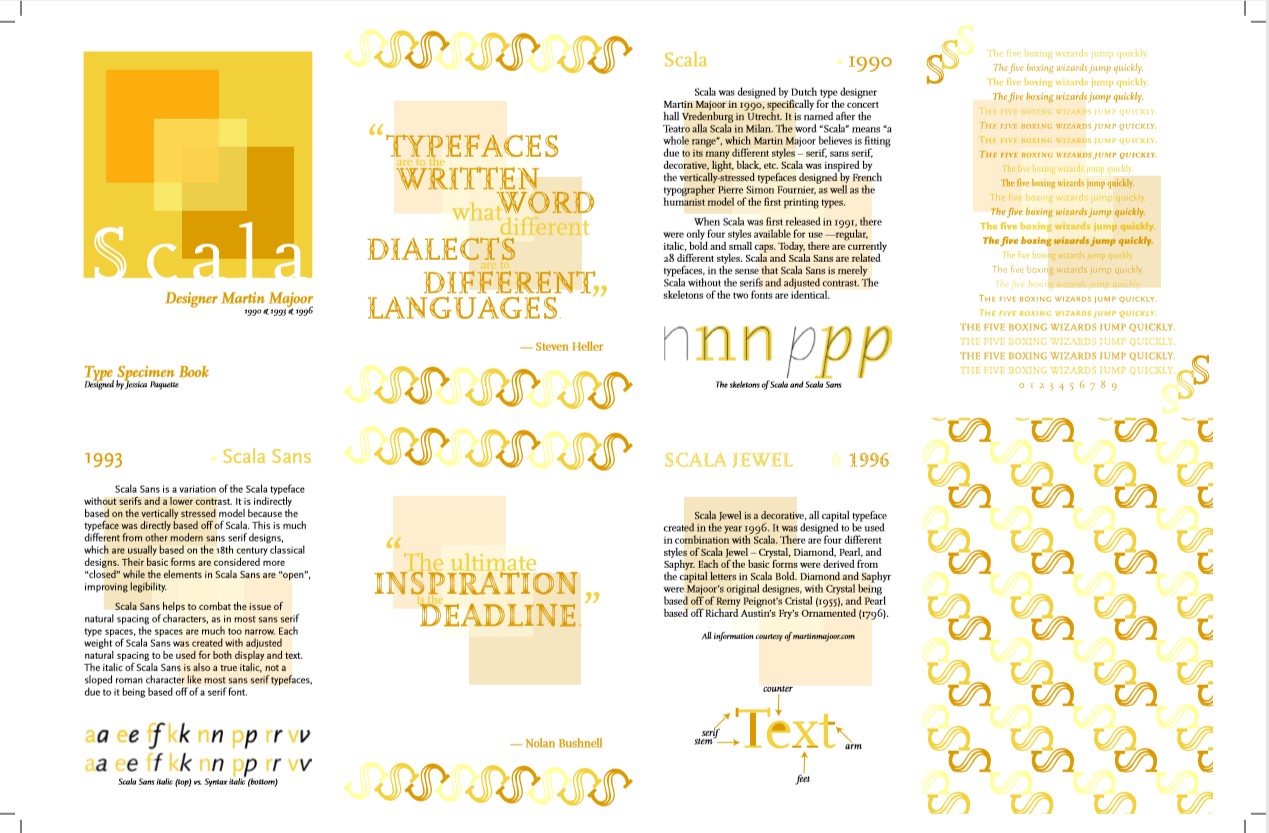 Scala
Designer Martin Majoor
1990 & 1993 & 1996
Type Specimen Book
Designed by Jessica Paquette
“TYPEFACES
are to the
WRITTEN
WORD
what
different
DIALECTS
are to
DIFFERENT
LANGUAGES.”
— Steven Heller
Scala
1990
Scala was designed by Dutch type designer
Martin Majoor in 1990, specifically for the concert
hall Vredenburg in Utrecht. It is named after the
Teatro alla Scala in Milan. The word “Scala” means “a
whole range”, which Martin Majoor believes is fitting
due to its many different styles – serif, sans serif,
decorative, light, black, etc. Scala was inspired by
the vertically-stressed typefaces designed by French
typographer Pierre Simon Fournier, as well as the
humanist model of the first printing types.
When Scala was first released in 1991, there
were only four styles available for use —regular,
italic, bold and small caps. Today, there are currently
28 different styles. Scala and Scala Sans are related
typefaces, in the sense that Scala Sans is merely
Scala without the serifs and adjusted contrast. The
skeletons of the two fonts are identical.
nnn ppp
The skeletons of Scala and Scala Sans
S S S
The five boxing wizards jump quickly.
The five boxing wizards jump quickly.
The five boxing wizards jump quickly.
The five boxing wizards jump quickly.
THE FIVE BOXING WIZARDS JUMP QUICKLY.
THE FIVE BOXING WIZARDS JUMP QUICKLY.
THE FIVE BOXING WIZARDS JUMP QUICKLY.
THE FIVE BOXING WIZARDS JUMP QUICKLY.
The five boxing wizards jump quickly.
The five boxing wizards jump quickly.
The five boxing wizards jump quickly.
The five boxing wizards jump quickly.
The five boxing wizards jump quickly.
The five boxing wizards jump quickly.
The five boxing wizards jump quickly.
The five boxing wizards jump quickly.
The five boxing wizards jump quickly.
THE FIVE BOXING WIZARDS JUMP QUICKLY.
THE FIVE BOXING WIZARDS JUMP QUICKLY.
THE FIVE BOXING WIZARDS JUMP QUICKLY.
THE FIVE BOXING WIZARDS JUMP QUICKLY.
THE FIVE BOXING WIZARDS JUMP QUICKLY.
THE FIVE BOXING WIZARDS JUMP QUICKLY.
0 1 2 3 4 5 6 7 8 9
S S S
1993
Scala Sans
Scala Sans is a variation of the Scala typeface
without serifs and a lower contrast. It is indirectly
based on the vertically stressed model because the
typeface was directly based off of Scala. This is much
different from other modern sans serif designs,
which are usually based on the 18th century classical
designs. Their basic forms are considered more
“closed” while the elements in Scala Sans are “open”,
improving legibility.
Scala Sans helps to combat the issue of
natural spacing of characters, as in most sans serif
type spaces, the spaces are much too narrow. Each
weight of Scala Sans was created with adjusted
natural spacing to be used for both display and text.
The italic of Scala Sans is also a true italic, not a
sloped roman character like most sans serif typefaces,
due to it being based off of a serif font.
aa ee ff kk nn pp rr vv
aa ee ff kk nn pp rr vv
Scala Sans italic (top) vs. Syntax italic (bottom)
“The ultimate
INSPIRATION
is the
DEADLINE.”
— Nolan Bushnell
SCALA JEWEL
& 1996
Scala Jewel is a decorative, all capital typeface
created in the year 1996. It was designed to be used
in combination with Scala. There are four different
styles of Scala Jewel – Crystal, Diamond, Pearl, and
Saphyr. Each of the basic forms were derived from
the capital letters in Scala Bold. Diamond and Saphyr
were Majoor’s original designes, with Crystal being
based off of Remy Peignot’s Cristal (1955), and Pearl
based off Richard Austin’s Fry’s Ornamented (1796).
All information courtesy of martinmajoor.com
counter
serif
stem
Text
arm
feet